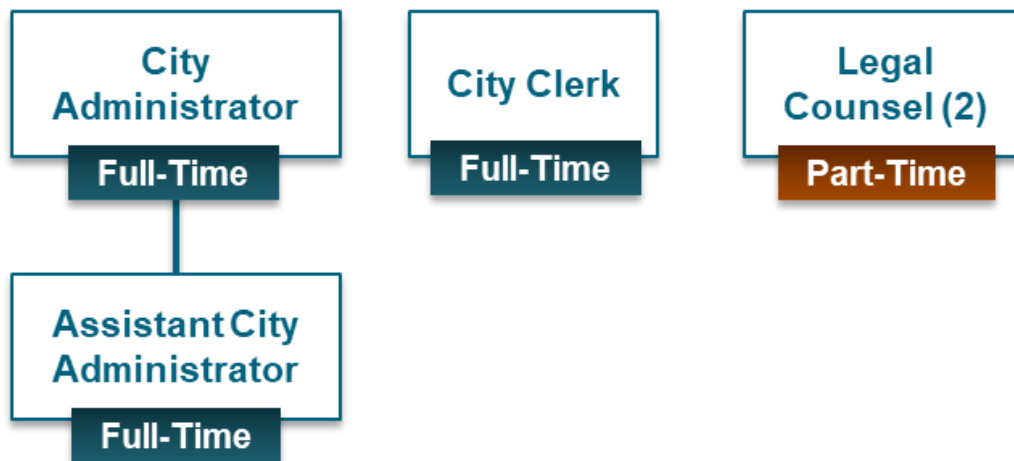 City
Administrator
Full-Time
City Clerk
Full-Time
Legal
Counsel (2)
Part-Time
Assistant City
Administrator
Full-Time